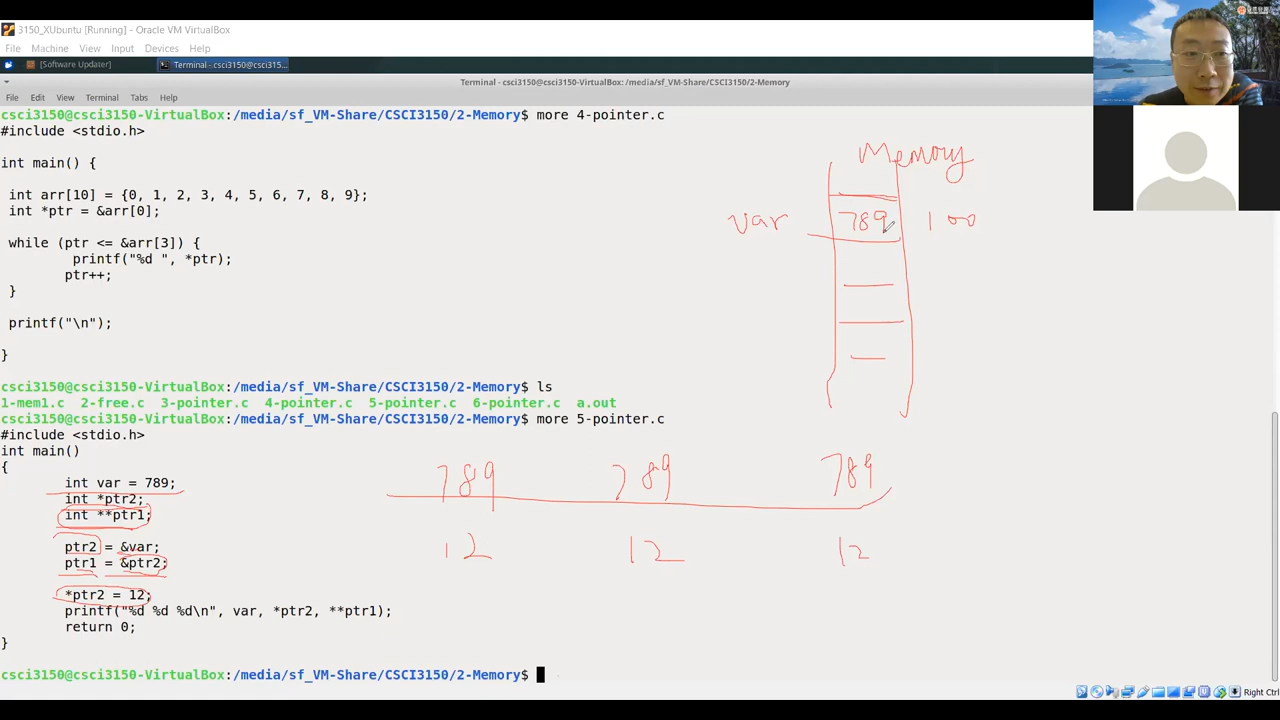 3150_XUbuntu [Running] - Oracle VM VirtualBox
File Machine View Input Devices Help
[Software Updater] Terminal - csci3150@csci315...
Terminal - csci3150@csci3150-VirtualBox: /media/sf_VM-Share/CSCI3150/2-Memory
File Edit View Terminal Tabs Help
csci3150@csci3150-VirtualBox:/media/sf_VM-Share/CSCI3150/2-Memory$ more 4-pointer.c
#include <stdio.h>
int main() {
int arr[10] = {0, 1, 2, 3, 4, 5, 6, 7, 8, 9};
int *ptr = &arr[0];
while (ptr <= &arr[3]) {
printf("%d ", *ptr);
ptr++;
}
printf("\n");
}
Memory
var 789 100
csci3150@csci3150-VirtualBox:/media/sf_VM-Share/CSCI3150/2-Memory$ ls
1-mem1.c 2-free.c 3-pointer.c 4-pointer.c 5-pointer.c 6-pointer.c a.out
csci3150@csci3150-VirtualBox:/media/sf_VM-Share/CSCI3150/2-Memory$ more 5-pointer.c
#include <stdio.h>
int main()
{
int var = 789;
int *ptr2;
int **ptr1;
ptr2 = &var;
ptr1 = &ptr2;
*ptr2 = 12;
printf("%d %d %d\n", var, *ptr2, **ptr1);
return 0;
}
789 789 789
12 12 12
csci3150@csci3150-VirtualBox:/media/sf_VM-Share/CSCI3150/2-Memory$
Right Ctrl